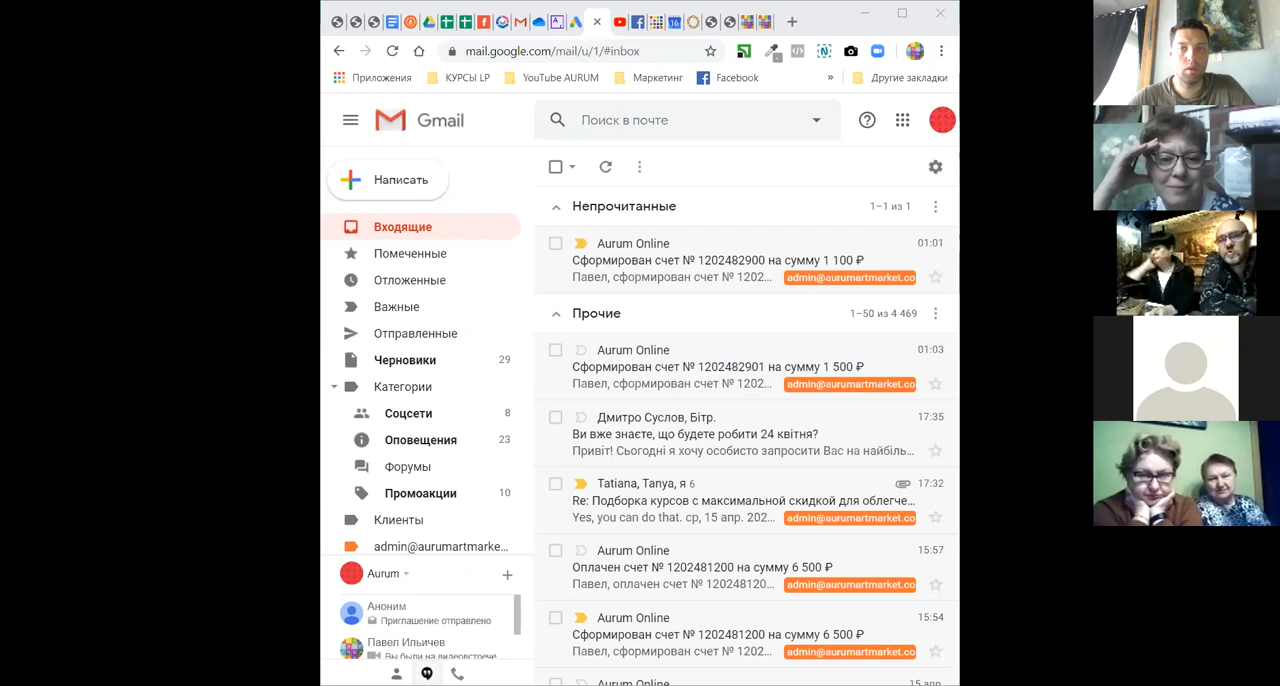 mail.google.com/mail/u/1/#inbox
Приложения КУРСЫ LP YouTube AURUM Маркетинг Facebook » Другие закладки
Gmail
Поиск в почте
Написать
Входящие
Помеченные
Отложенные
Важные
Отправленные
Черновики 29
Категории
Соцсети 8
Оповещения 23
Форумы
Промоакции 10
Клиенты
admin@aurumartmarke...
Aurum
Аноним
Приглашение отправлено
Павел Ильичев
Вы были на видеовстрече
Непрочитанные 1–1 из 1
Aurum Online 01:01
Сформирован счет № 1202482900 на сумму 1 100 ₽
Павел, сформирован счет № 1202... admin@aurumartmarket.co
Прочие 1–50 из 4 469
Aurum Online 01:03
Сформирован счет № 1202482901 на сумму 1 500 ₽
Павел, сформирован счет № 1202... admin@aurumartmarket.co
Дмитро Суслов, Бітр. 17:35
Ви вже знаєте, що будете робити 24 квітня?
Привіт! Сьогодні я хочу особисто запросити Вас на найбіль...
Tatiana, Tanya, я 6 17:32
Re: Подборка курсов с максимальной скидкой для облегче...
Yes, you can do that. ср, 15 апр. 202... admin@aurumartmarket.co
Aurum Online 15:57
Оплачен счет № 1202481200 на сумму 6 500 ₽
Павел, оплачен счет № 120248120... admin@aurumartmarket.co
Aurum Online 15:54
Сформирован счет № 1202481200 на сумму 6 500 ₽
Павел, сформирован счет № 1202... admin@aurumartmarket.co
Aurum Online 15 апр.